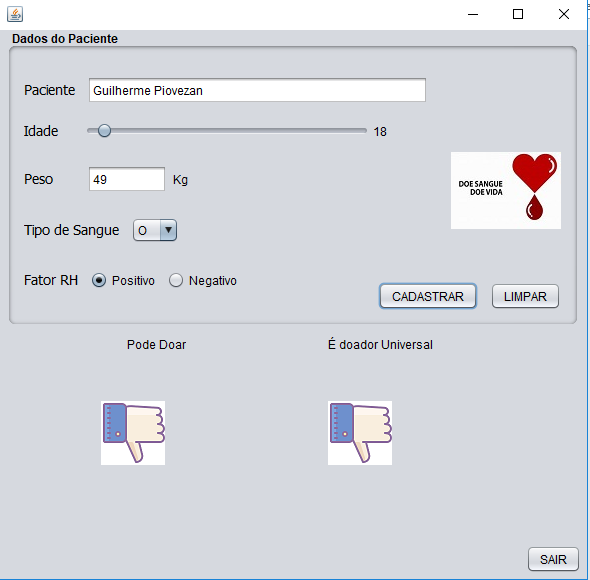 Dados do Paciente
Paciente Guilherme Piovezan
Idade 18
Peso 49 Kg
DOE SANGUE
DOE VIDA
Tipo de Sangue O
Fator RH Positivo Negativo
CADASTRAR LIMPAR
Pode Doar É doador Universal
SAIR